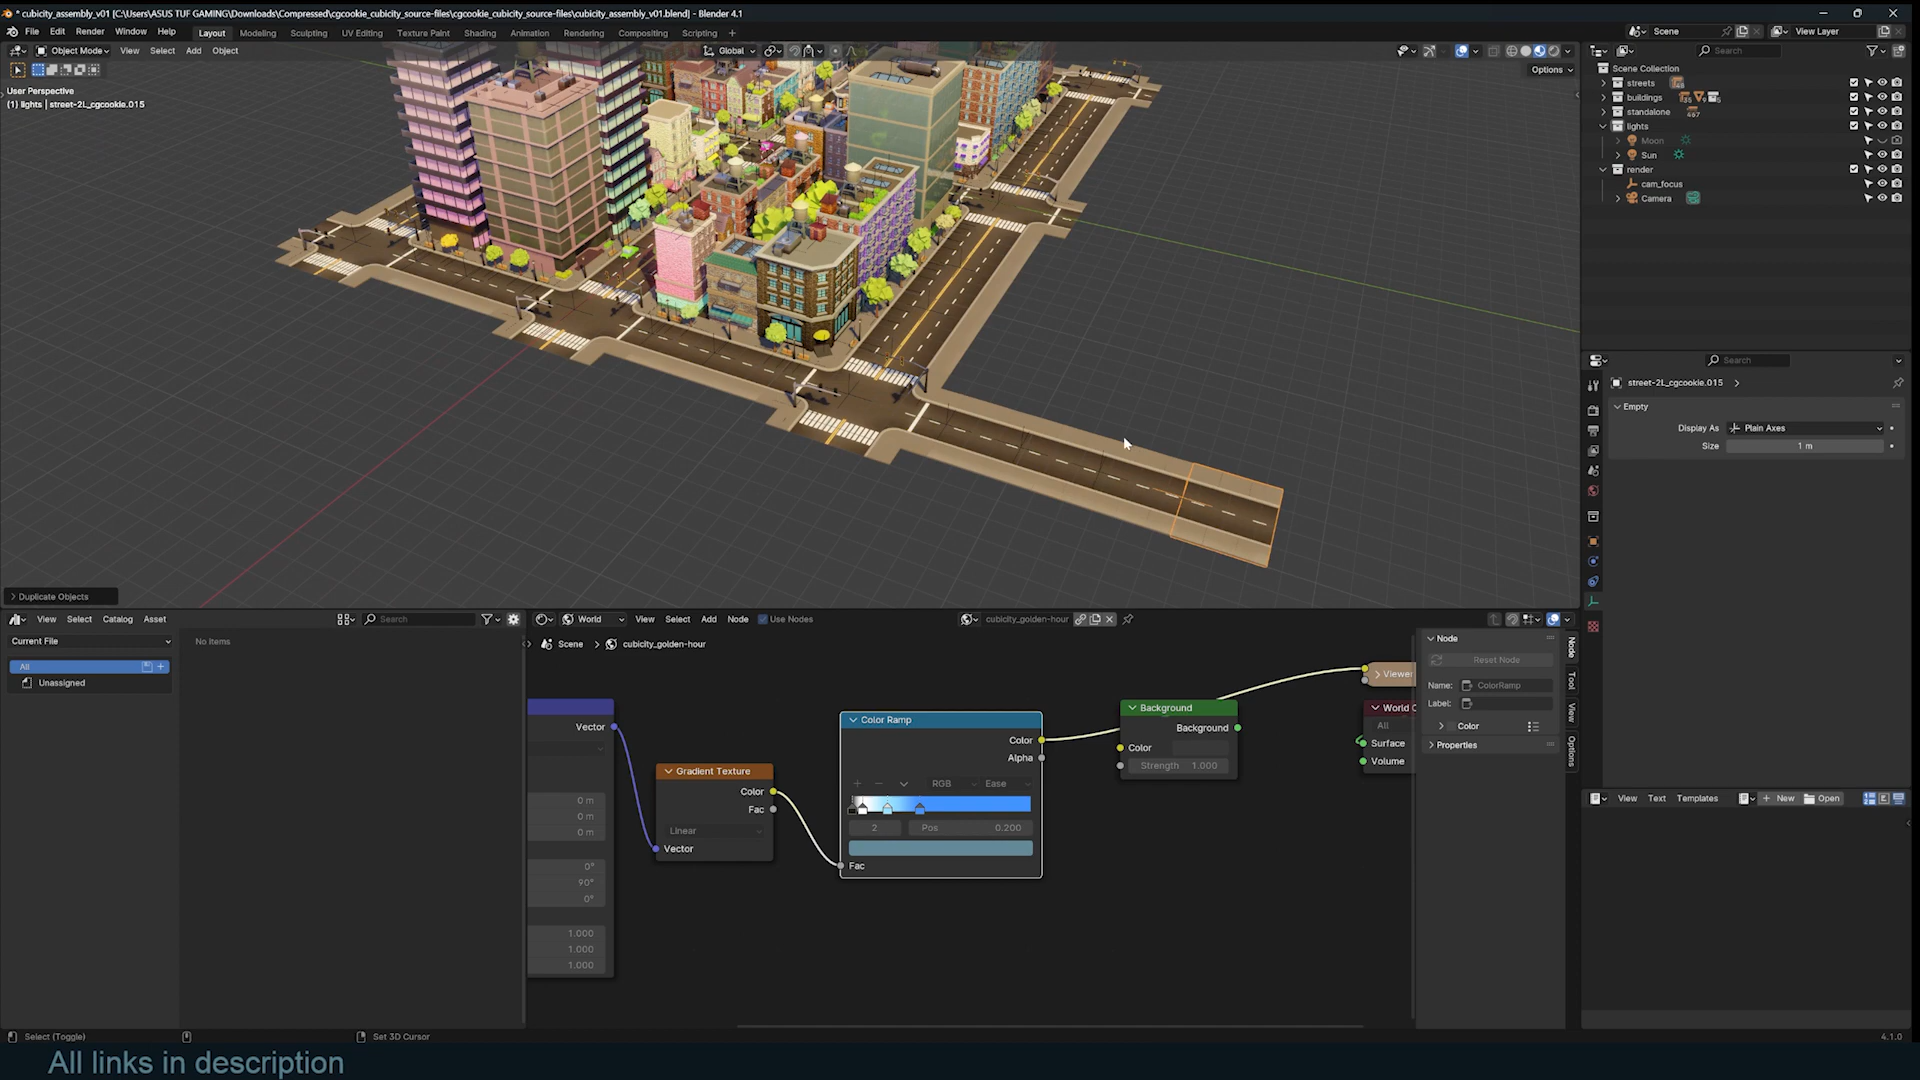 * cubicity_assembly_v01 [C:\Users\ASUS TUF GAMING\Downloads\Compressed\cgcookie_cubicity_source-files\cgcookie_cubicity_source-files\cubicity_assembly_v01.blend] - Blender 4.1
File Edit Render Window Help Layout Modeling Sculpting UV Editing Texture Paint Shading Animation Rendering Compositing Scripting + Scene View Layer
Object Mode View Select Add Object Global Search
Options
User Perspective
(1) lights | street-2L_cgcookie.015
Scene Collection
streets
buildings
standalone
lights
Moon
Sun
render
cam_focus
Camera
Search
street-2L_cgcookie.015
Empty
Display As Plain Axes
Size 1 m
Duplicate Objects
View Select Catalog Asset Search
Current File
No Items
All
Unassigned
World View Select Add Node Use Nodes cubicity_golden-hour
Scene cubicity_golden-hour
Vector
0 m
0 m
0 m
0°
90°
0°
1.000
1.000
1.000
Gradient Texture
Color
Fac
Linear
Vector
Color Ramp
Color
Alpha
RGB Ease
2 Pos 0.200
Fac
Background
Background
Color
Strength 1.000
Viewer
World O
All
Surface
Volume
Node
Reset Node
Name: ColorRamp
Label:
Color
Properties
Node
Tool
View
Options
View Text Templates New Open
Select (Toggle) Set 3D Cursor 4.1.0
All links in description